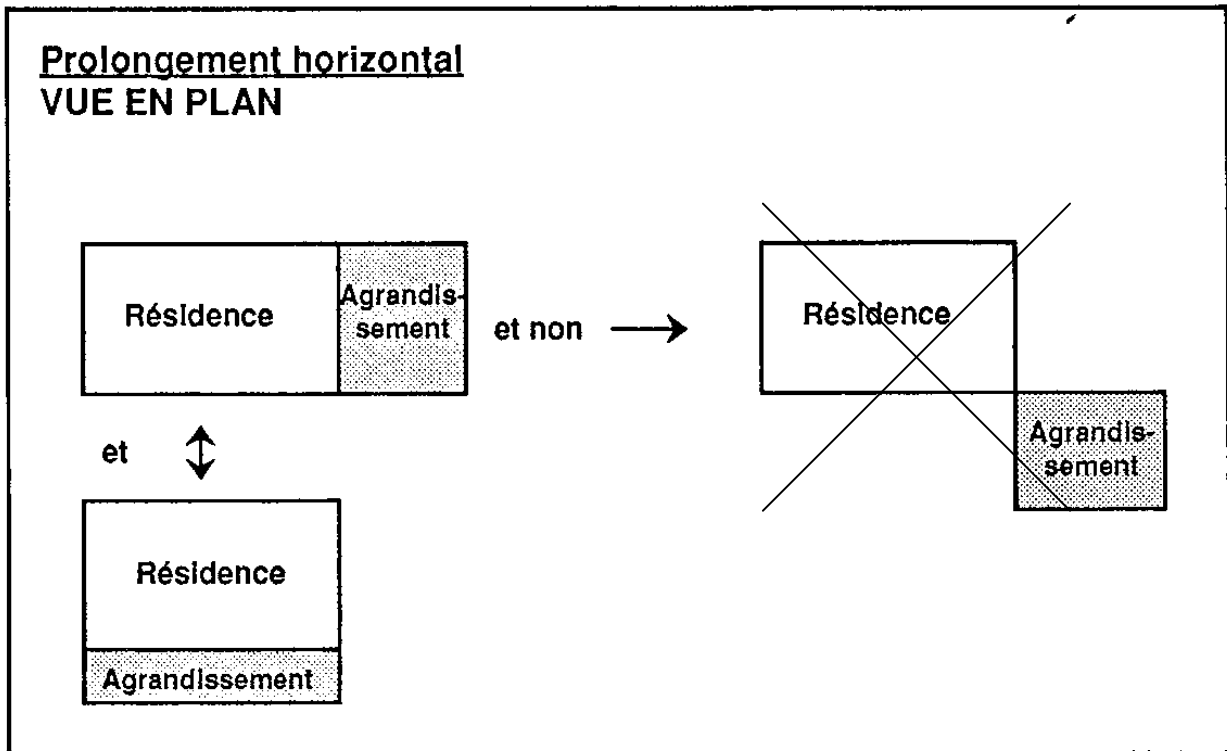 Prolongement horizontal
VUE EN PLAN
Résidence
Agrandis-
sement
et non
Résidence
Agrandis-
sement
et
Résidence
Agrandissement